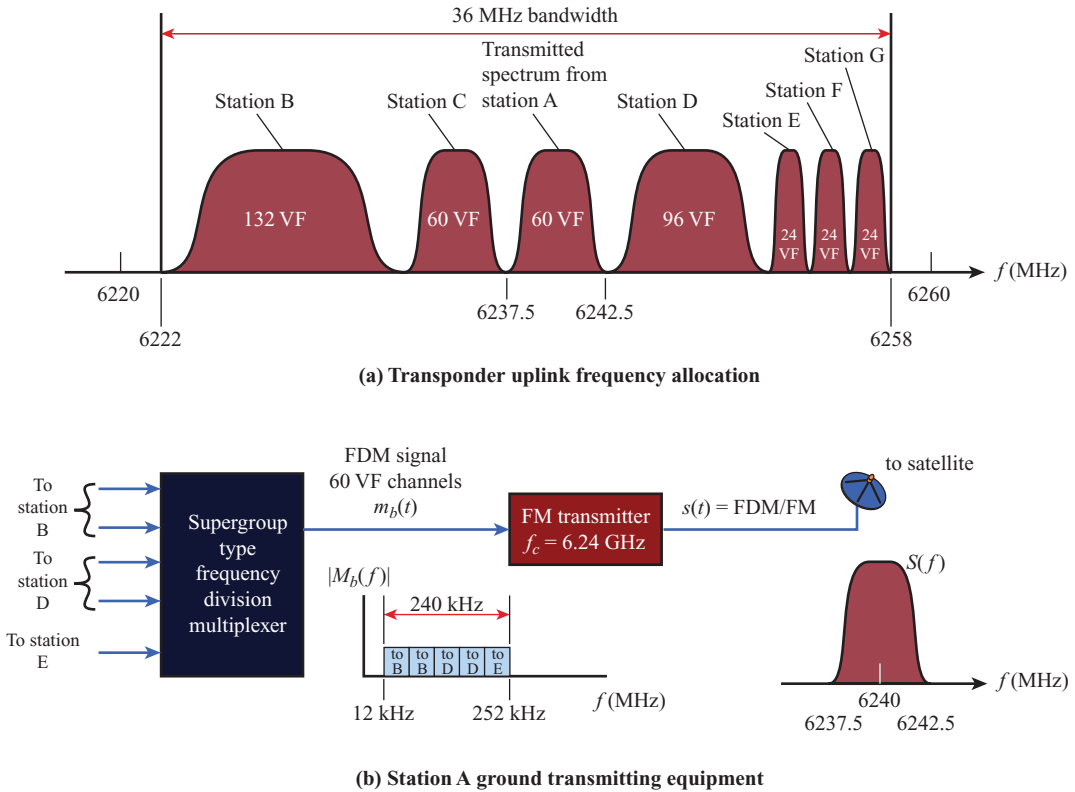 36 MHz bandwidth
Transmitted
spectrum from
station A
Station B
Station C
Station D
Station E
Station F
Station G
132 VF
60 VF
60 VF
96 VF
24
VF
24
VF
24
VF
f (MHz)
6220
6222
6237.5
6242.5
6258
6260
(a) Transponder uplink frequency allocation
To
station
B
To
station
D
To station
E
Supergroup
type
frequency
division
multiplexer
FDM signal
60 VF channels
m_b(t)
FM transmitter
f_c = 6.24 GHz
s(t) = FDM/FM
to satellite
|M_b(f)|
240 kHz
to
B
to
B
to
D
to
D
to
E
12 kHz
252 kHz
f (MHz)
S(f)
f (MHz)
6240
6237.5
6242.5
(b) Station A ground transmitting equipment